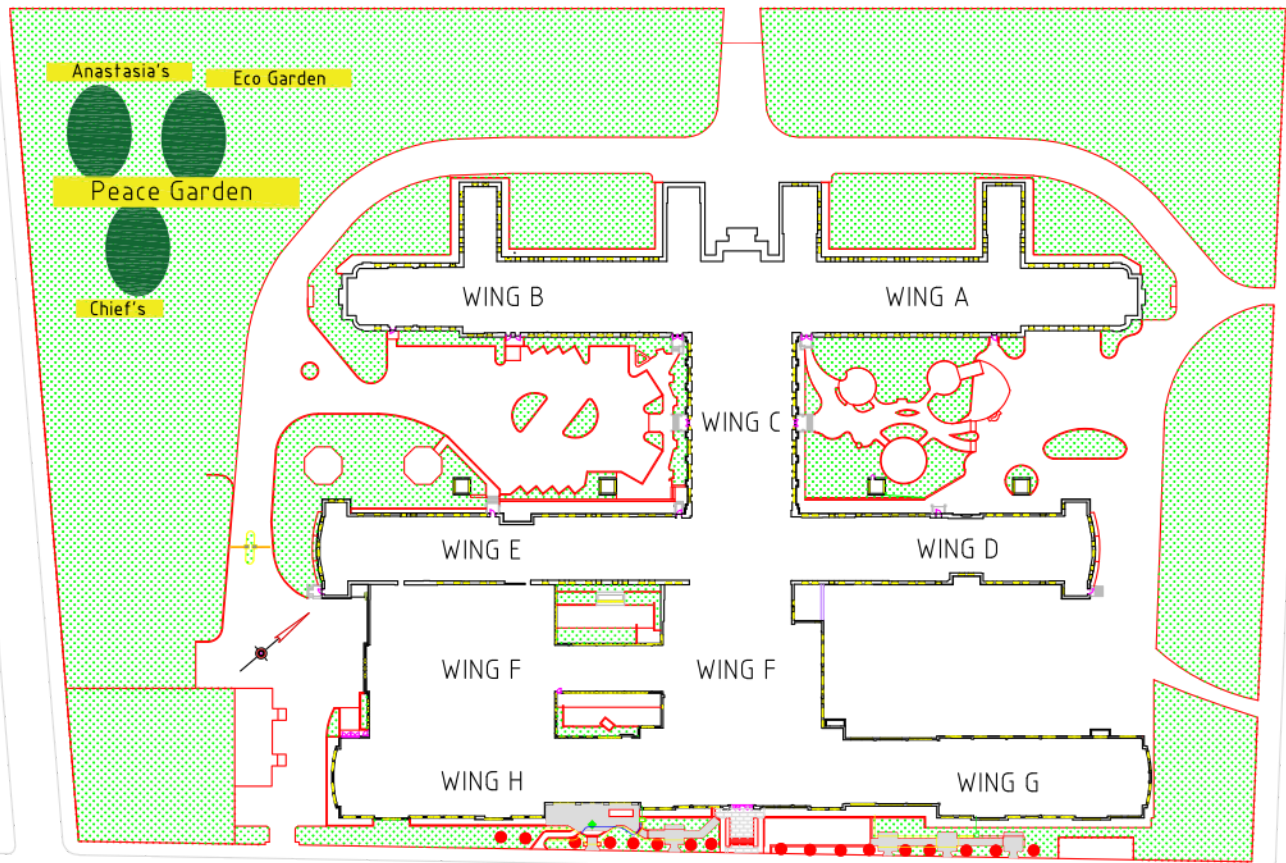 Anastasia's
Eco Garden
Peace Garden
Chief's
WING B
WING A
WING C
WING E
WING D
WING F
WING F
WING H
WING G